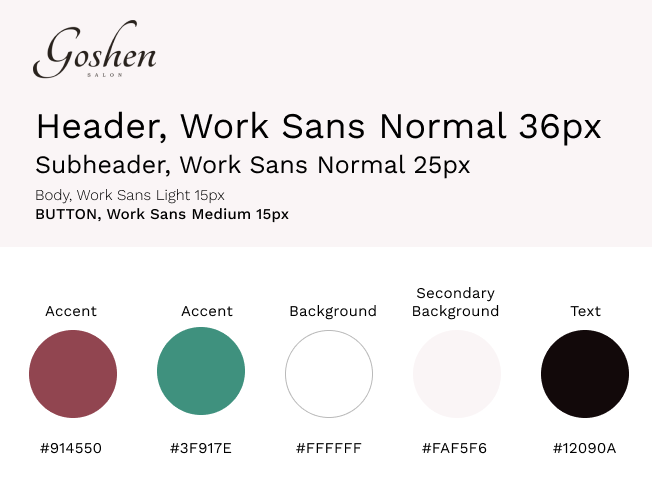 Goshen
SALON
Header, Work Sans Normal 36px
Subheader, Work Sans Normal 25px
Body, Work Sans Light 15px
BUTTON, Work Sans Medium 15px
Accent
Accent
Background
Secondary
Background
Text
#914550
#3F917E
#FFFFFF
#FAF5F6
#12090A